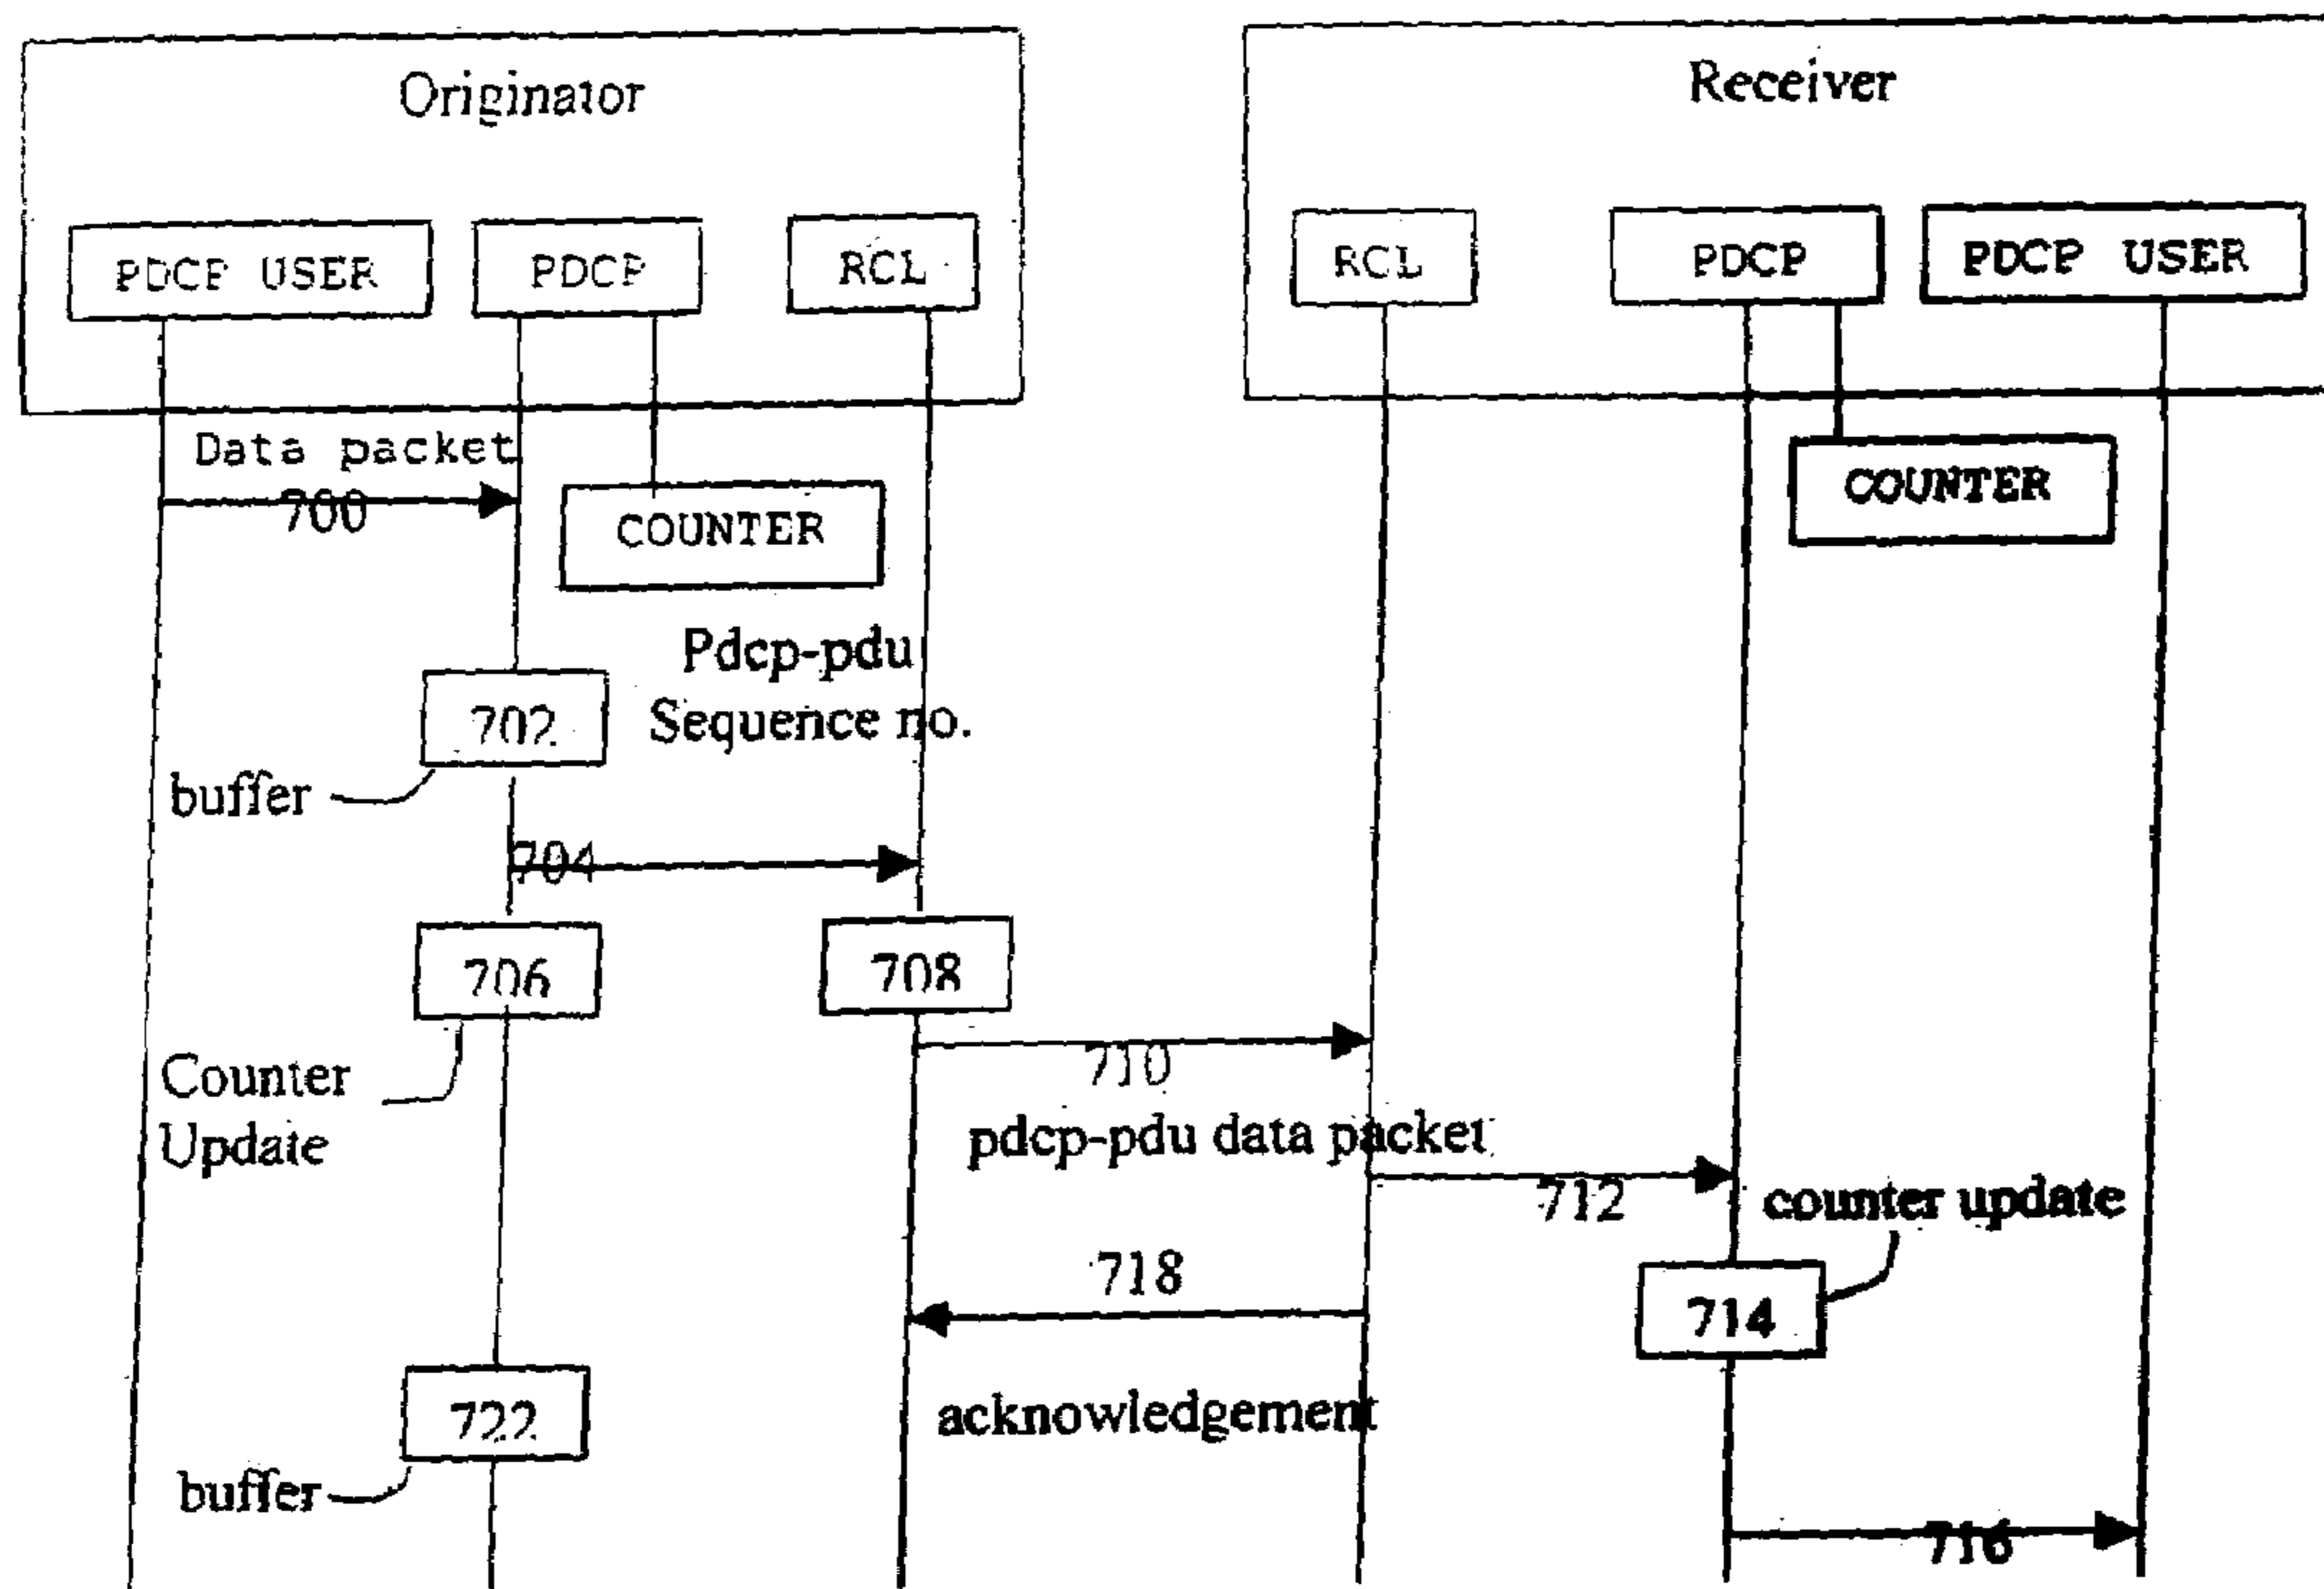 Originator
Receiver
PDCP USER
PDCP
RCL
RCL
PDCP
PDCP USER
Data packet
700
COUNTER
COUNTER
Pdcp-pdu
Sequence no.
702
buffer
704
706
708
Counter
Update
710
pdcp-pdu data packet
712
counter update
718
714
acknowledgement
722
buffer
716